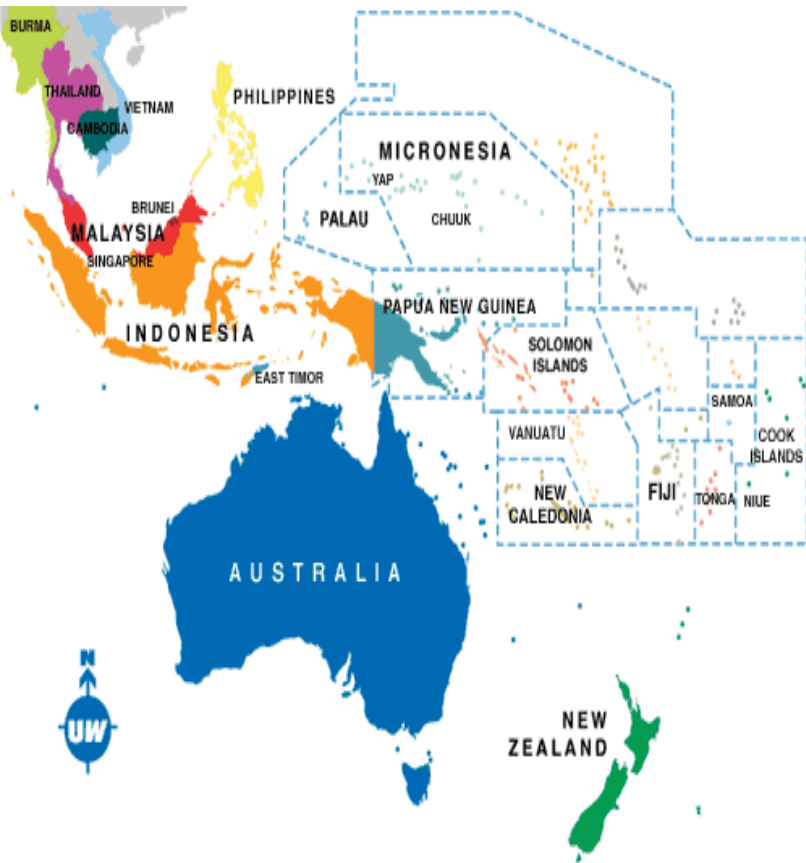 BURMA
THAILAND
VIETNAM
CAMBODIA
PHILIPPINES
MICRONESIA
YAP
PALAU
CHUUK
BRUNEI
MALAYSIA
SINGAPORE
INDONESIA
PAPUA NEW GUINEA
EAST TIMOR
SOLOMON
ISLANDS
SAMOA
VANUATU
COOK
ISLANDS
NEW
CALEDONIA
FIJI
TONGA
NIUE
AUSTRALIA
N
UW
NEW
ZEALAND